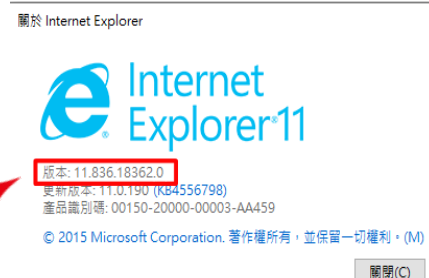 關於 Internet Explorer
Internet
Explorer®11
版本: 11.836.18362.0
更新版本: 11.0.190 (KB4556798)
產品識別碼: 00150-20000-00003-AA459
© 2015 Microsoft Corporation. 著作權所有，並保留一切權利。(M)
關閉(C)